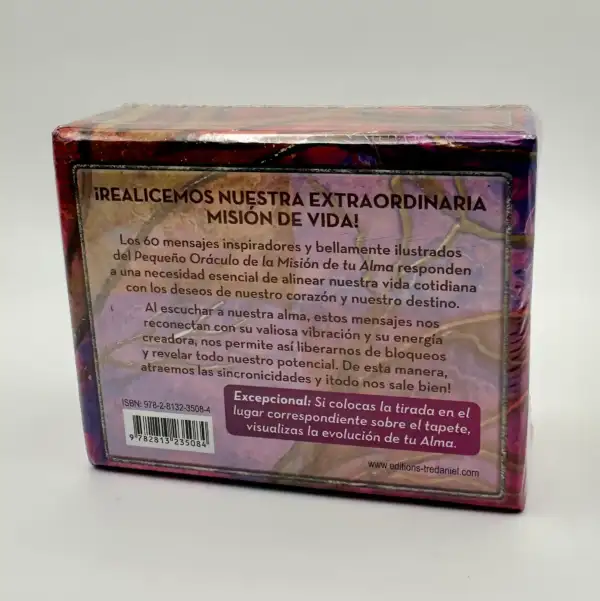 ¡REALICEMOS NUESTRA EXTRAORDINARIA
MISIÓN DE VIDA!
Los 60 mensajes inspiradores y bellamente ilustrados
del Pequeño Oráculo de la Misión de tu Alma responden
a una necesidad esencial de alinear nuestra vida cotidiana
con los deseos de nuestro corazón y nuestro destino.
Al escuchar a nuestra alma, estos mensajes nos
reconectan con su valiosa vibración y su energía
creadora, nos permite así liberarnos de bloqueos
y revelar todo nuestro potencial. De esta manera,
atraemos las sincronicidades y ¡todo nos sale bien!
Excepcional: Si colocas la tirada en el
lugar correspondiente sobre el tapete,
visualizas la evolución de tu Alma.
ISBN: 978-2-8132-3508-4
9 782813 235084
www.editions-tredaniel.com